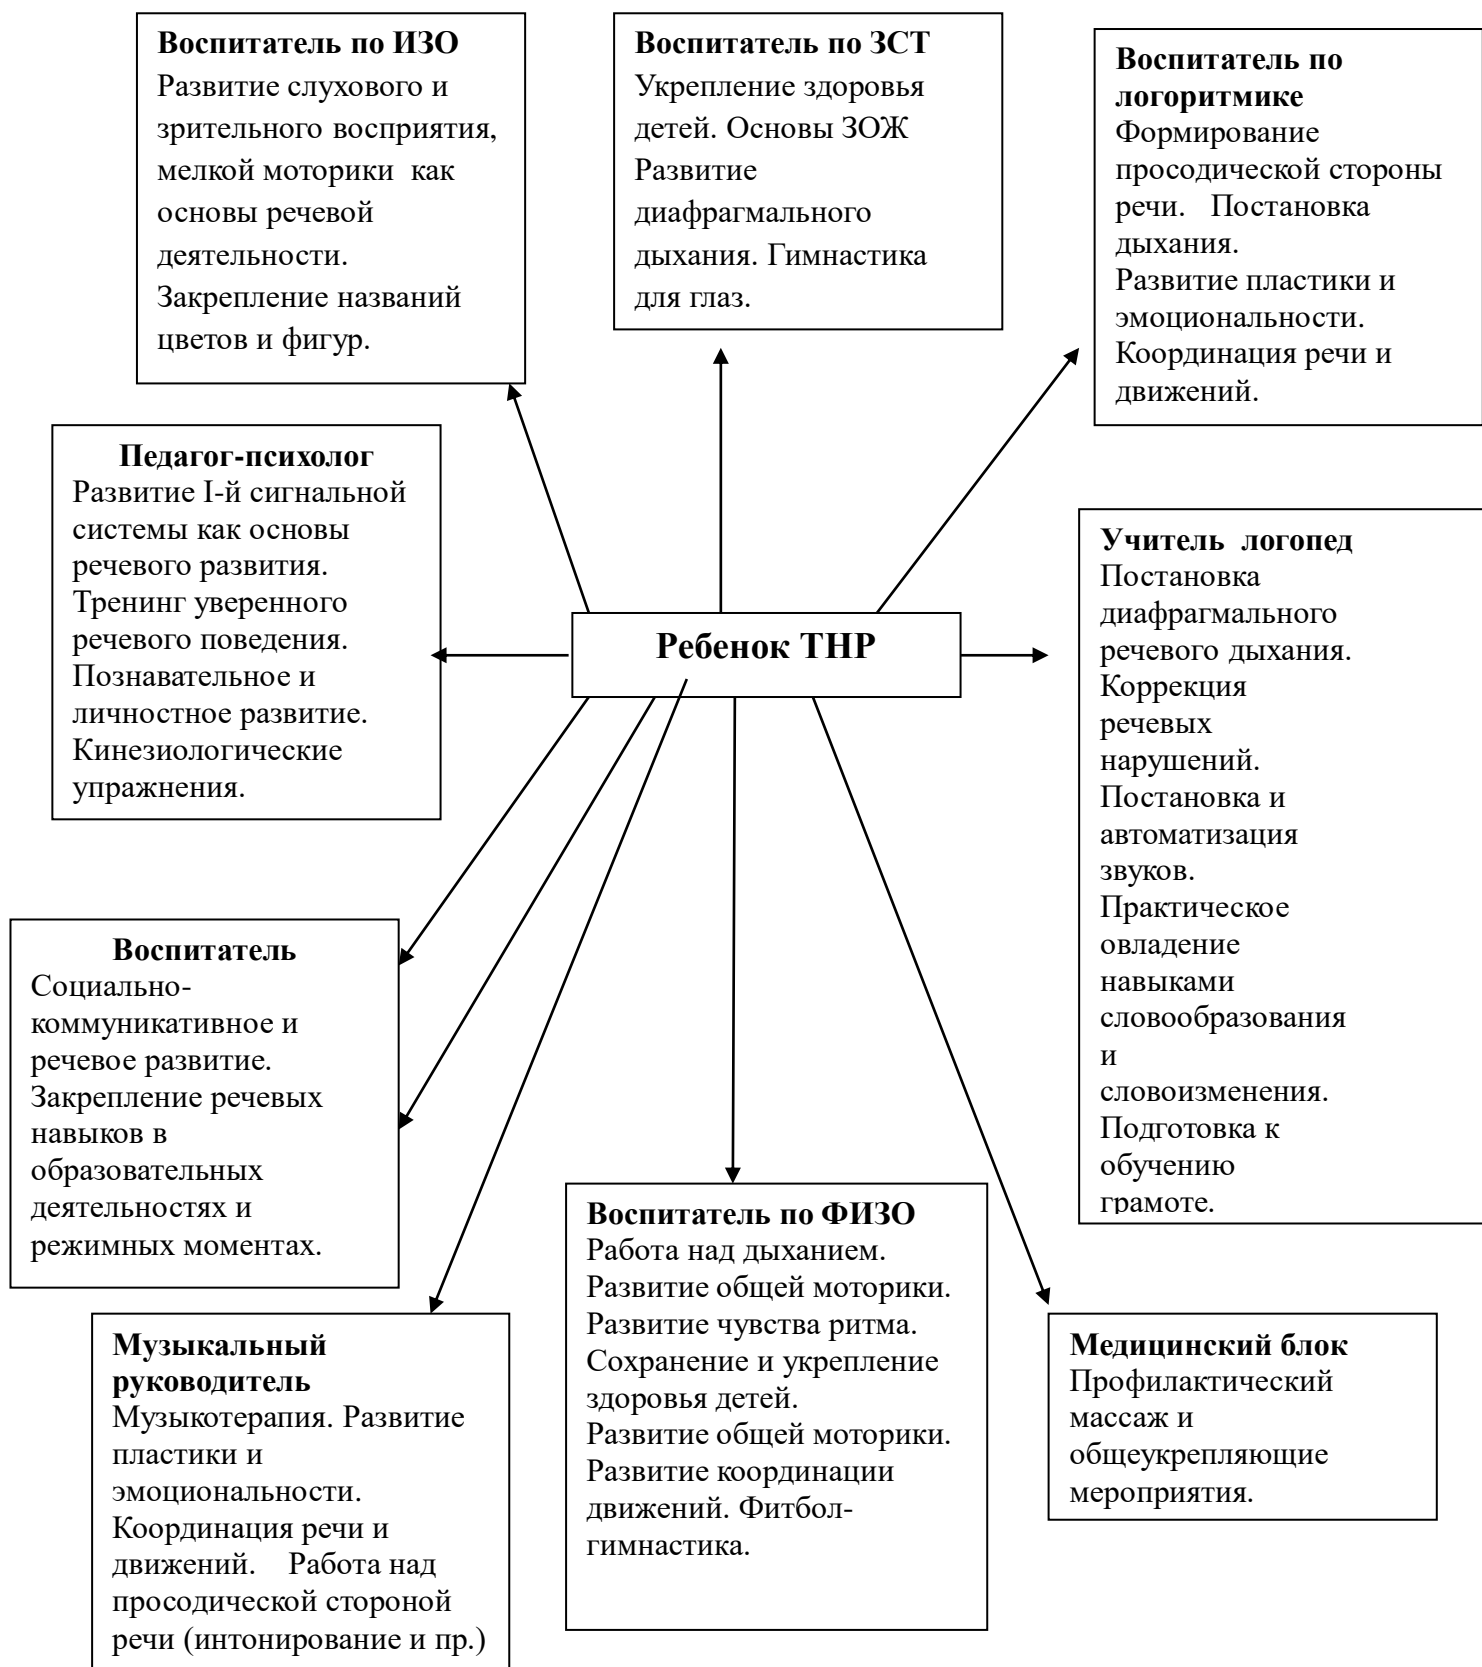 Воспитатель по ИЗО
Развитие слухового и
зрительного восприятия,
мелкой моторики как
основы речевой
деятельности.
Закрепление названий
цветов и фигур.
Воспитатель по ЗСТ
Укрепление здоровья
детей. Основы ЗОЖ
Развитие
диафрагмального
дыхания. Гимнастика
для глаз.
Воспитатель по
логоритмике
Формирование
просодической стороны
речи. Постановка
дыхания.
Развитие пластики и
эмоциональности.
Координация речи и
движений.
Педагог-психолог
Развитие I-й сигнальной
системы как основы
речевого развития.
Тренинг уверенного
речевого поведения.
Познавательное и
личностное развитие.
Кинезиологические
упражнения.
Ребенок ТНР
Учитель логопед
Постановка
диафрагмального
речевого дыхания.
Коррекция
речевых
нарушений.
Постановка и
автоматизация
звуков.
Практическое
овладение
навыками
словообразования
и
словоизменения.
Подготовка к
обучению
грамоте.
Воспитатель
Социально-
коммуникативное и
речевое развитие.
Закрепление речевых
навыков в
образовательных
деятельностях и
режимных моментах.
Музыкальный
руководитель
Музыкотерапия. Развитие
пластики и
эмоциональности.
Координация речи и
движений. Работа над
просодической стороной
речи (интонирование и пр.)
Воспитатель по ФИЗО
Работа над дыханием.
Развитие общей моторики.
Развитие чувства ритма.
Сохранение и укрепление
здоровья детей.
Развитие общей моторики.
Развитие координации
движений. Фитбол-
гимнастика.
Медицинский блок
Профилактический
массаж и
общеукрепляющие
мероприятия.